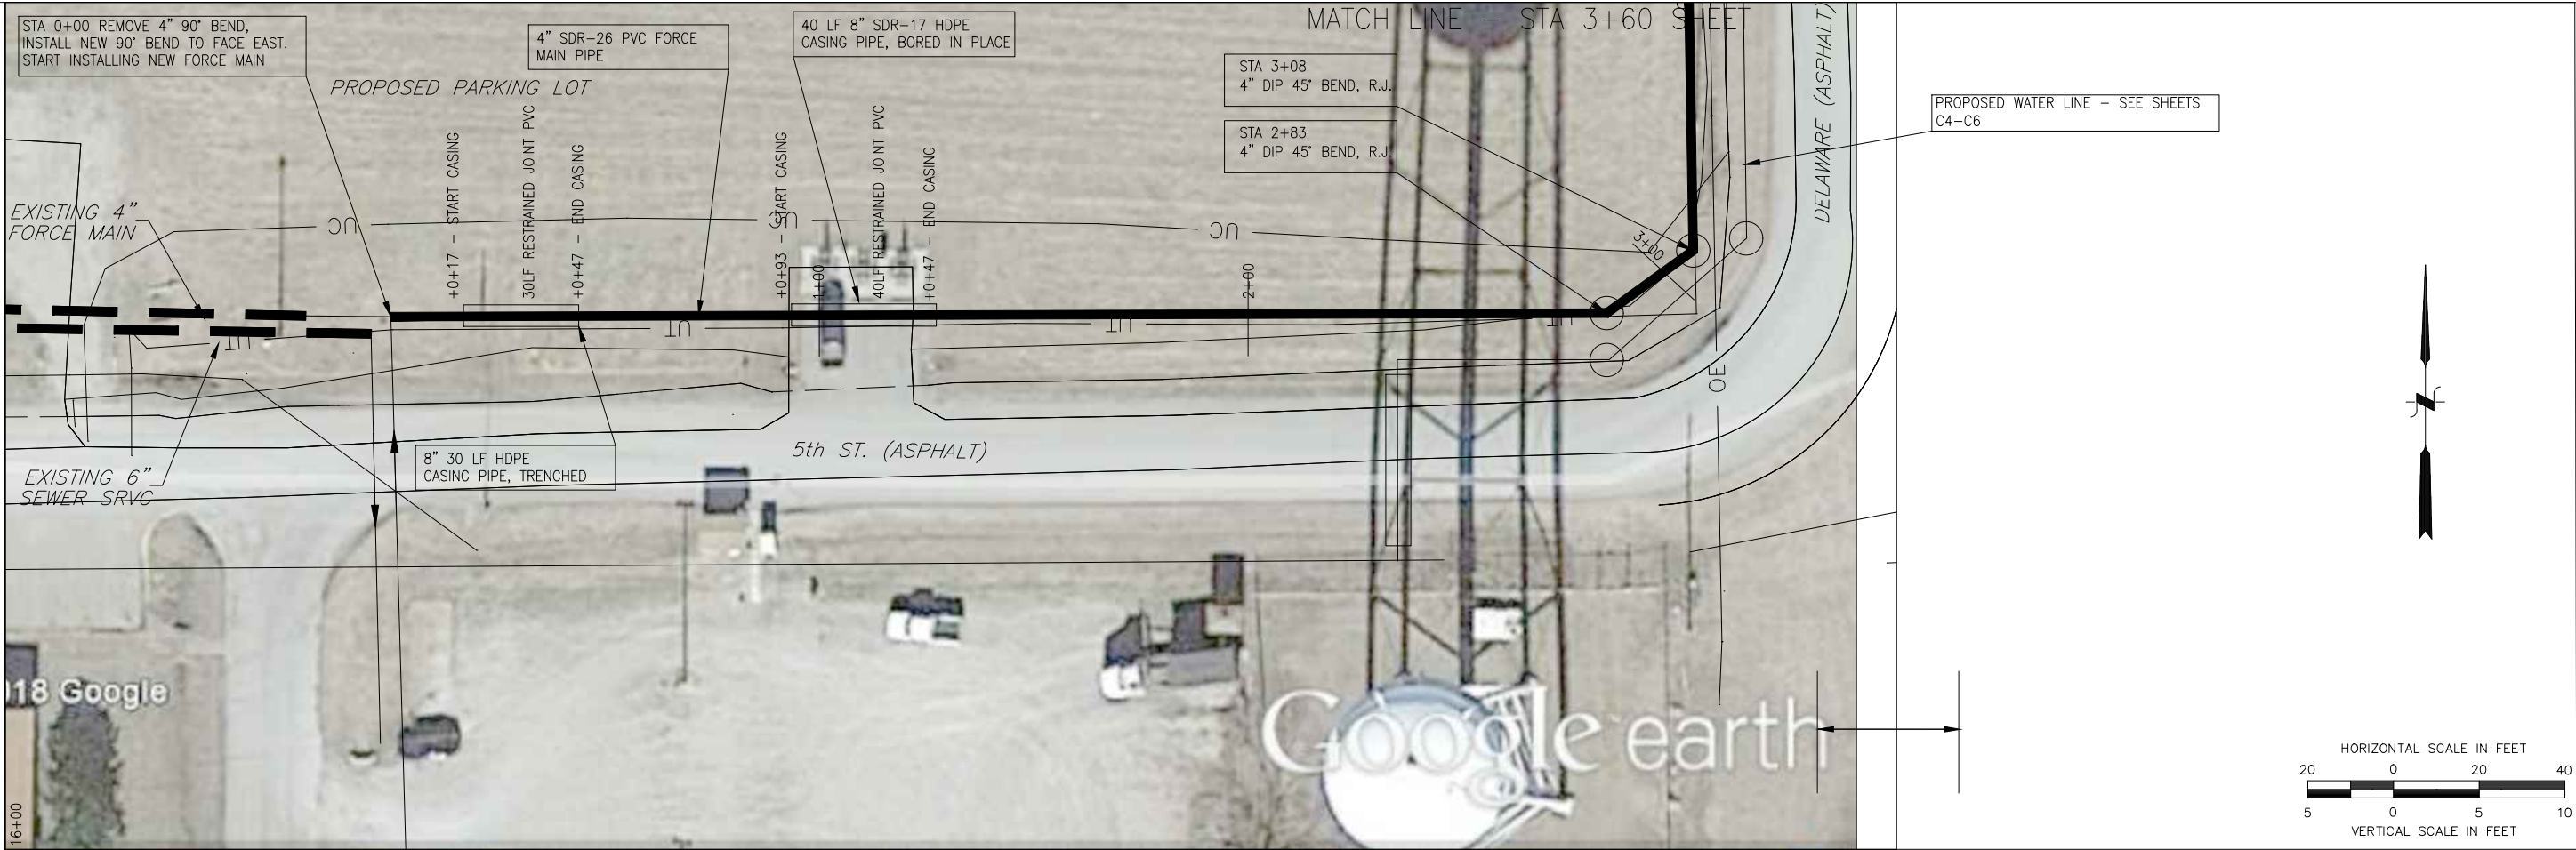 STA 0+00 REMOVE 4" 90° BEND,
INSTALL NEW 90° BEND TO FACE EAST.
START INSTALLING NEW FORCE MAIN
4" SDR-26 PVC FORCE
MAIN PIPE
40 LF 8" SDR-17 HDPE
CASING PIPE, BORED IN PLACE
MATCH LINE - STA 3+60 SHEET
PROPOSED PARKING LOT
STA 3+08
4" DIP 45° BEND, R.J.
STA 2+83
4" DIP 45° BEND, R.J.
DELAWARE (ASPHALT)
PROPOSED WATER LINE - SEE SHEETS
C4-C6
EXISTING 4"
FORCE MAIN
+0+17 - START CASING
30LF RESTRAINED JOINT PVC
+0+47 - END CASING
+0+93 - START CASING
1+00
40LF RESTRAINED JOINT PVC
+0+47 - END CASING
2+00
3+00
UC
UC
UC
UT
UT
UT
UT
OE
EXISTING 6"
SEWER SRVC
8" 30 LF HDPE
CASING PIPE, TRENCHED
5th ST. (ASPHALT)
N
18 Google
Google earth
16+00
HORIZONTAL SCALE IN FEET
20 0 20 40
5 0 5 10
VERTICAL SCALE IN FEET